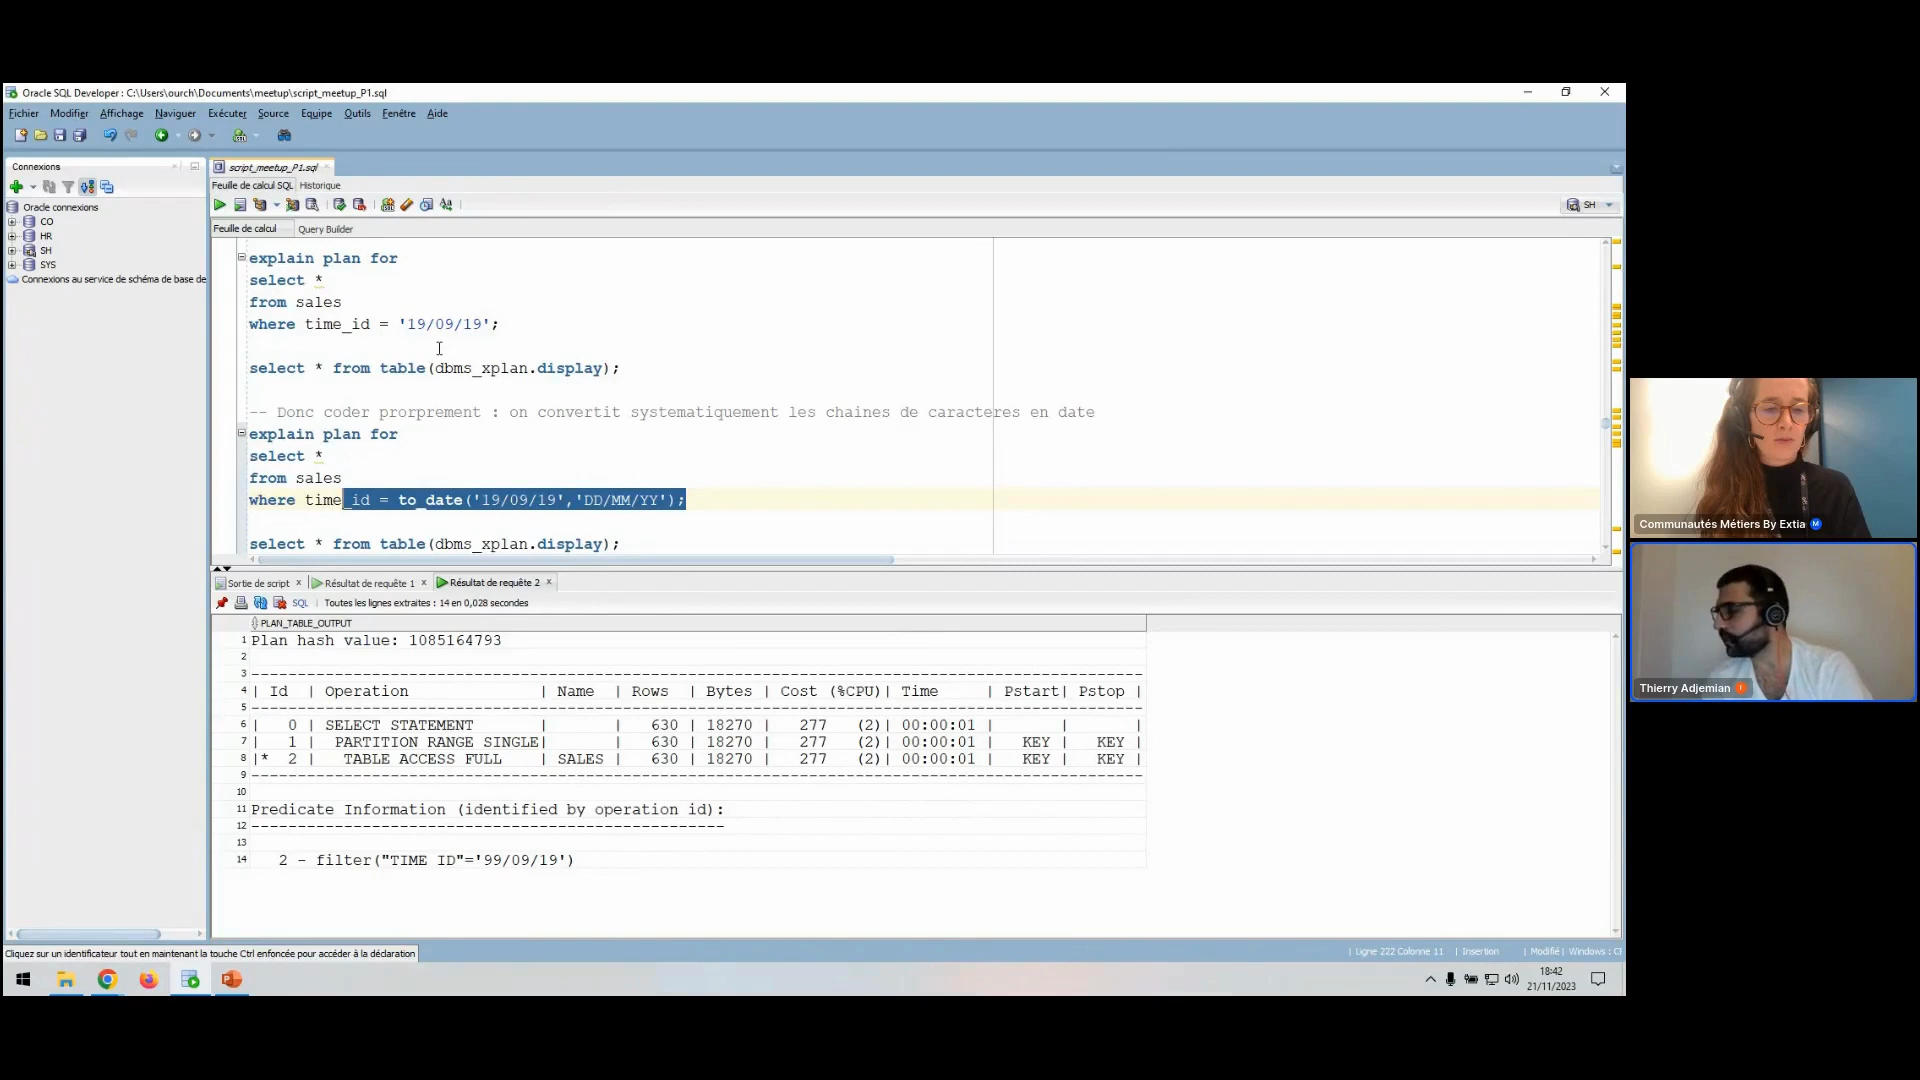 Oracle SQL Developer : C:\Users\ourch\Documents\meetup\script_meetup_P1.sql
Fichier Modifier Affichage Naviguer Exécuter Source Equipe Outils Fenêtre Aide
Connexions
script_meetup_P1.sql
Feuille de calcul SQL Historique
Oracle connexions
SH
CO
HR
SH
SYS
Connexions au service de schéma de base de
Feuille de calcul Query Builder
explain plan for
select *
from sales
where time_id = '19/09/19';
select * from table(dbms_xplan.display);
-- Donc coder prorprement : on convertit systematiquement les chaines de caracteres en date
explain plan for
select *
from sales
where time_id = to_date('19/09/19','DD/MM/YY');
select * from table(dbms_xplan.display);
Sortie de script × Résultat de requête 1 × Résultat de requête 2 ×
SQL | Toutes les lignes extraites : 14 en 0,028 secondes
PLAN_TABLE_OUTPUT
1 Plan hash value: 1085164793
2
3 ------------------------------------------------------------------------------------------------
4 | Id | Operation | Name | Rows | Bytes | Cost (%CPU)| Time | Pstart| Pstop |
5 ------------------------------------------------------------------------------------------------
6 | 0 | SELECT STATEMENT | | 630 | 18270 | 277 (2)| 00:00:01 | | |
7 | 1 | PARTITION RANGE SINGLE| | 630 | 18270 | 277 (2)| 00:00:01 | KEY | KEY |
8 |* 2 | TABLE ACCESS FULL | SALES | 630 | 18270 | 277 (2)| 00:00:01 | KEY | KEY |
9 ------------------------------------------------------------------------------------------------
10
11 Predicate Information (identified by operation id):
12 ---------------------------------------------------
13
14 2 - filter("TIME_ID"='99/09/19')
Cliquez sur un identificateur tout en maintenant la touche Ctrl enfoncée pour accéder à la déclaration
Ligne 222 Colonne 11 | Insertion | Modifié | Windows : CF
18:42
21/11/2023
Communautés Métiers By Extia
Thierry Adjemian